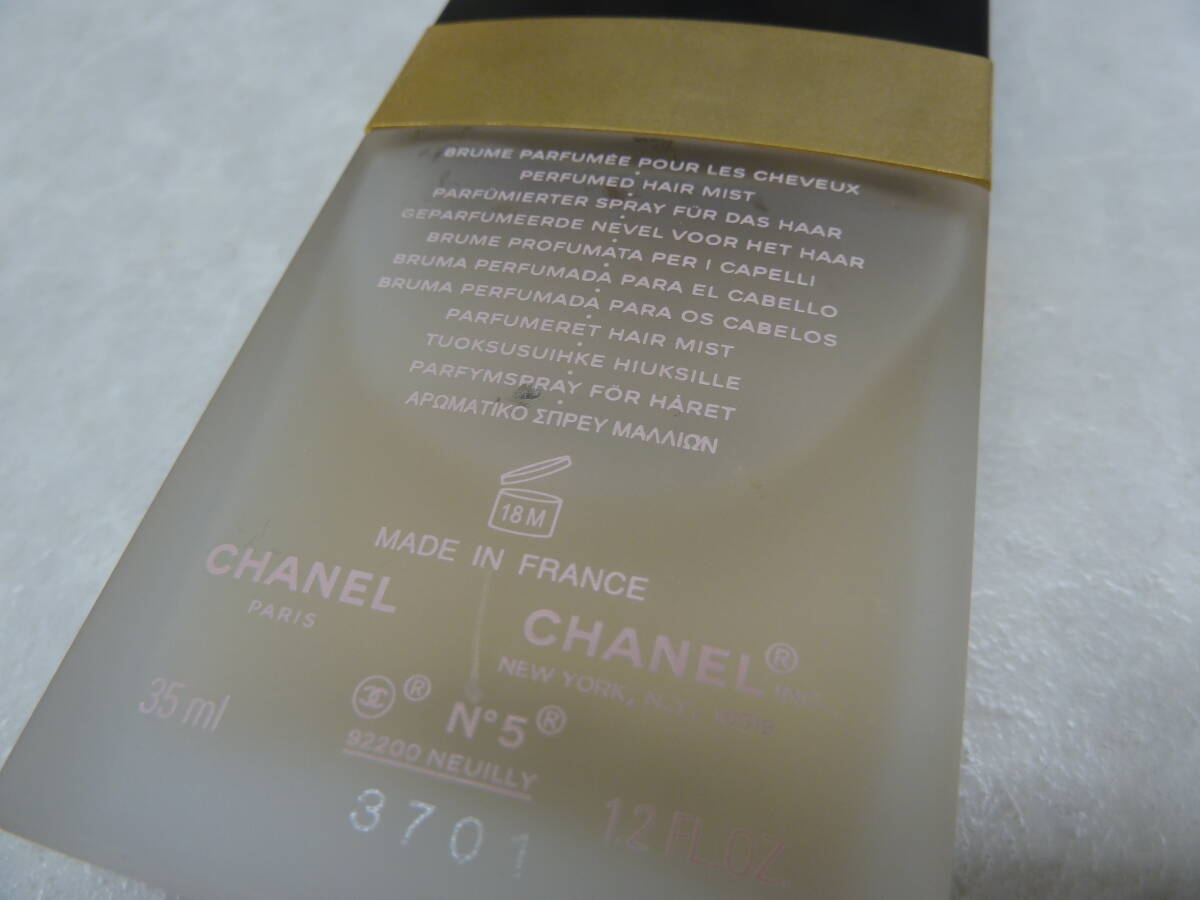 BRUME PARFUMÉE POUR LES CHEVEUX
PERFUMED HAIR MIST
PARFÜMIERTER SPRAY FÜR DAS HAAR
GEPARFUMEERDE NEVEL VOOR HET HAAR
BRUME PROFUMATA PER I CAPELLI
BRUMA PERFUMADA PARA EL CABELLO
BRUMA PERFUMADA PARA OS CABELOS
PARFUMERET HAIR MIST
TUOKSUSUIHKE HIUKSILLE
PARFYMSPRAY FÖR HÅRET
ΑΡΩΜΑΤΙΚΟ ΣΠΡΕΥ ΜΑΛΛΙΩΝ
18 M
MADE IN FRANCE
CHANEL
PARIS
CHANEL® INC.
NEW YORK, N.Y.
35 ml
® N°5®
92200 NEUILLY
3701
1.2 FL.OZ.